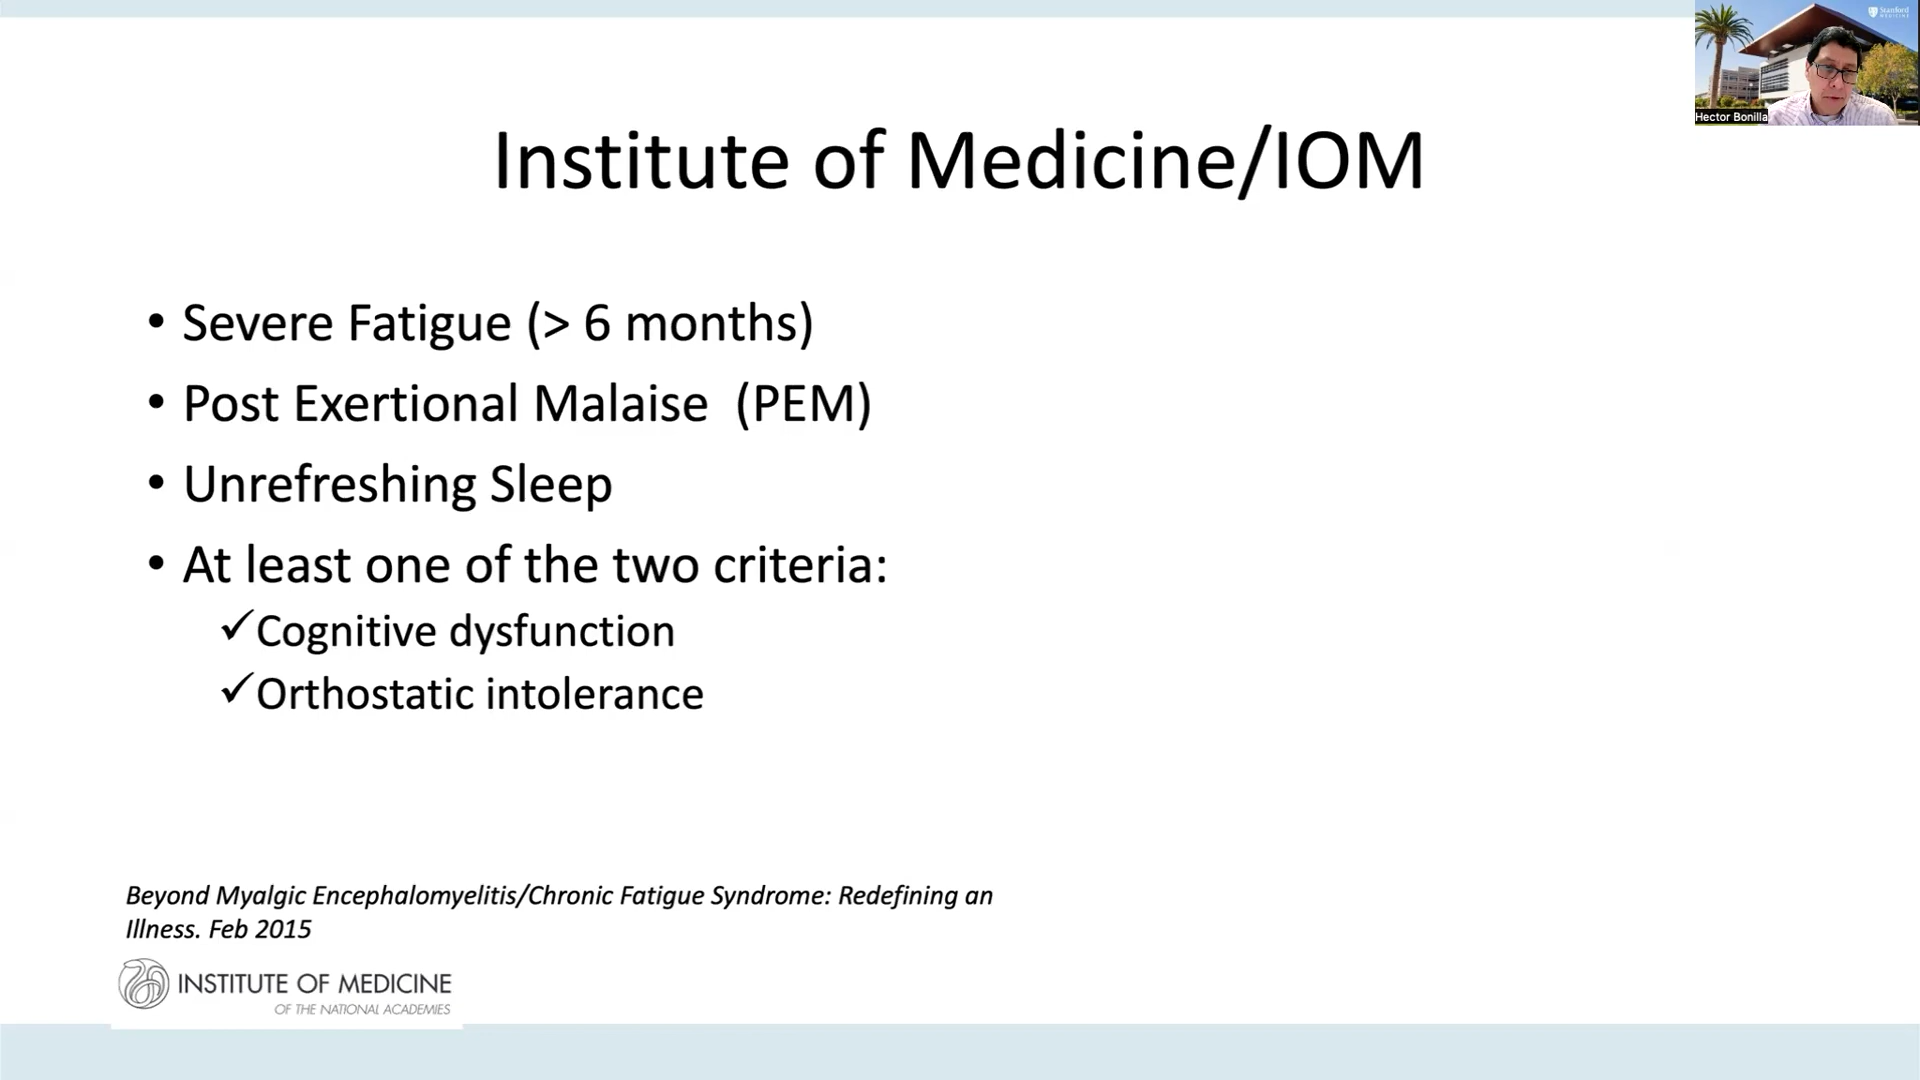 Stanford
MEDICINE
Hector Bonilla
Institute of Medicine/IOM
• Severe Fatigue (> 6 months)
• Post Exertional Malaise (PEM)
• Unrefreshing Sleep
• At least one of the two criteria:
✓Cognitive dysfunction
✓Orthostatic intolerance
Beyond Myalgic Encephalomyelitis/Chronic Fatigue Syndrome: Redefining an
Illness. Feb 2015
INSTITUTE OF MEDICINE
OF THE NATIONAL ACADEMIES